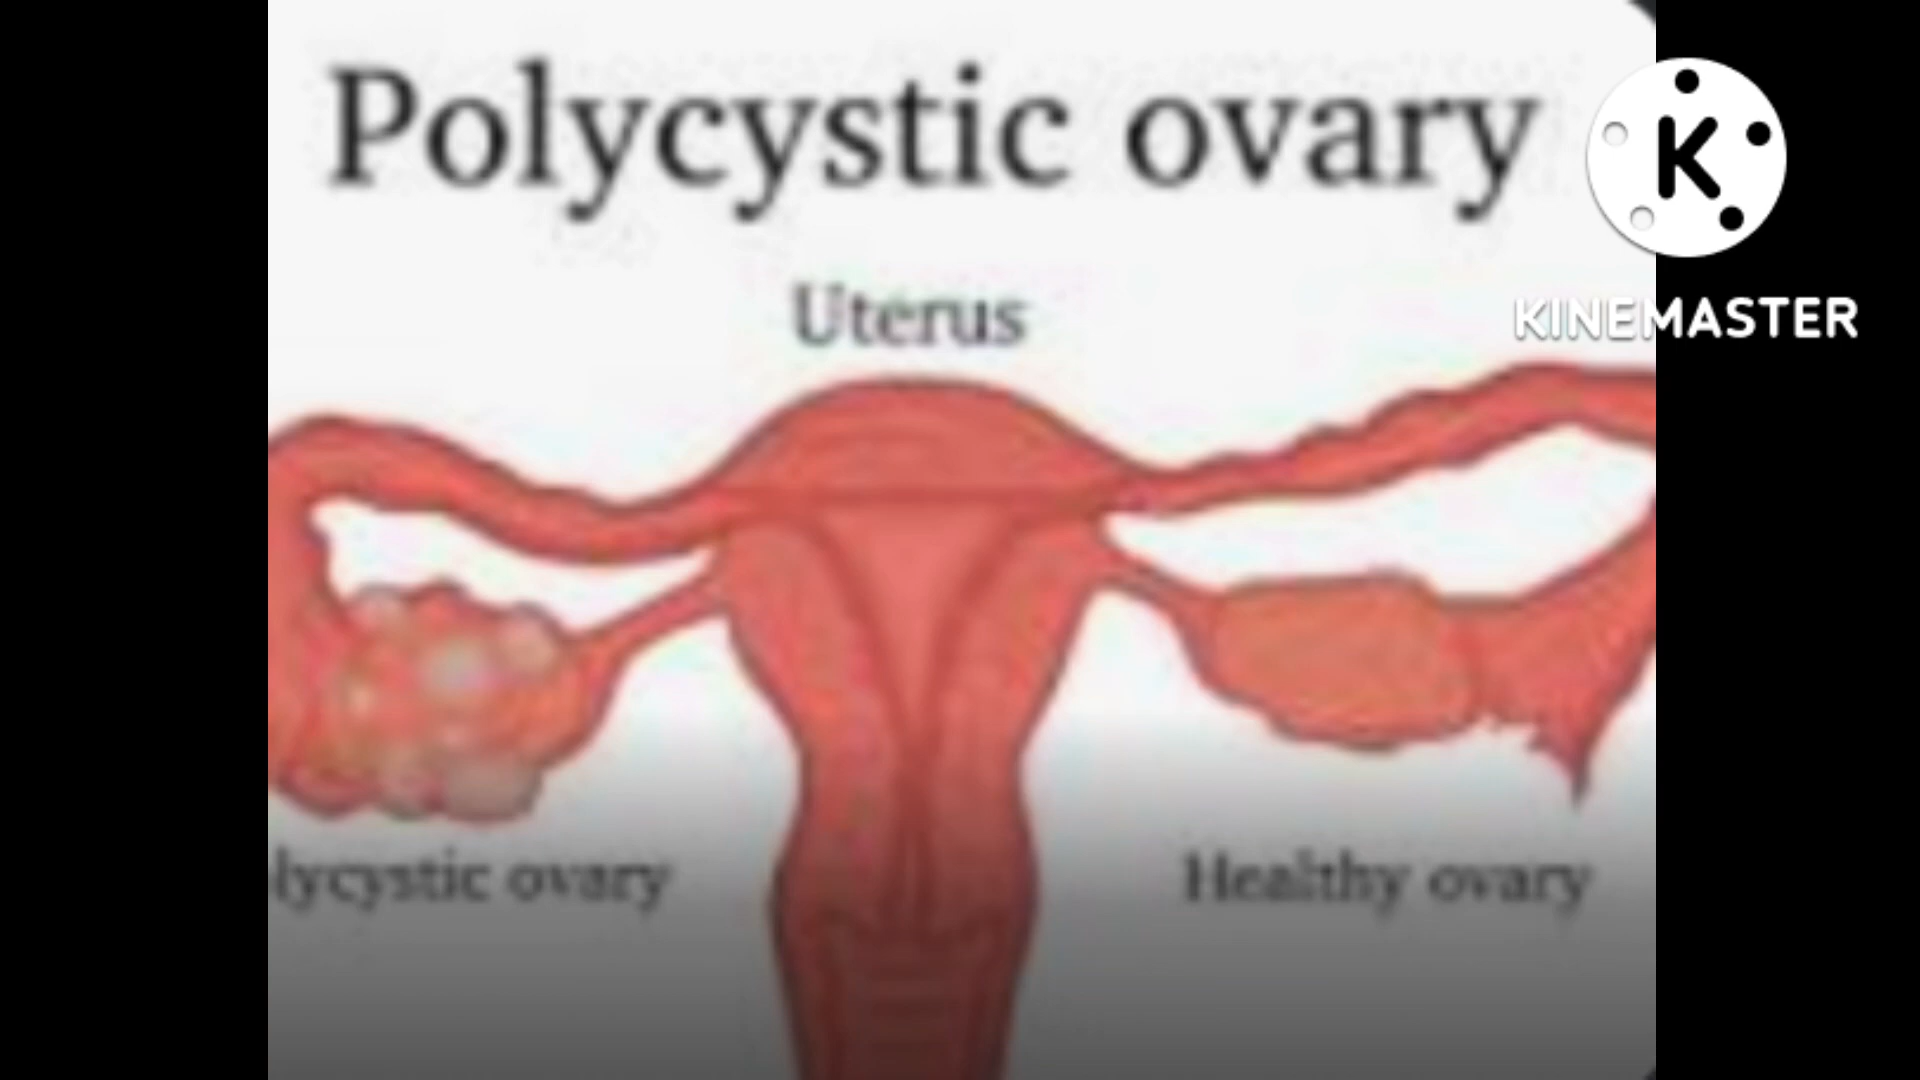 Polycystic ovary
K
KINEMASTER
Uterus
lycystic ovary
Healthy ovary